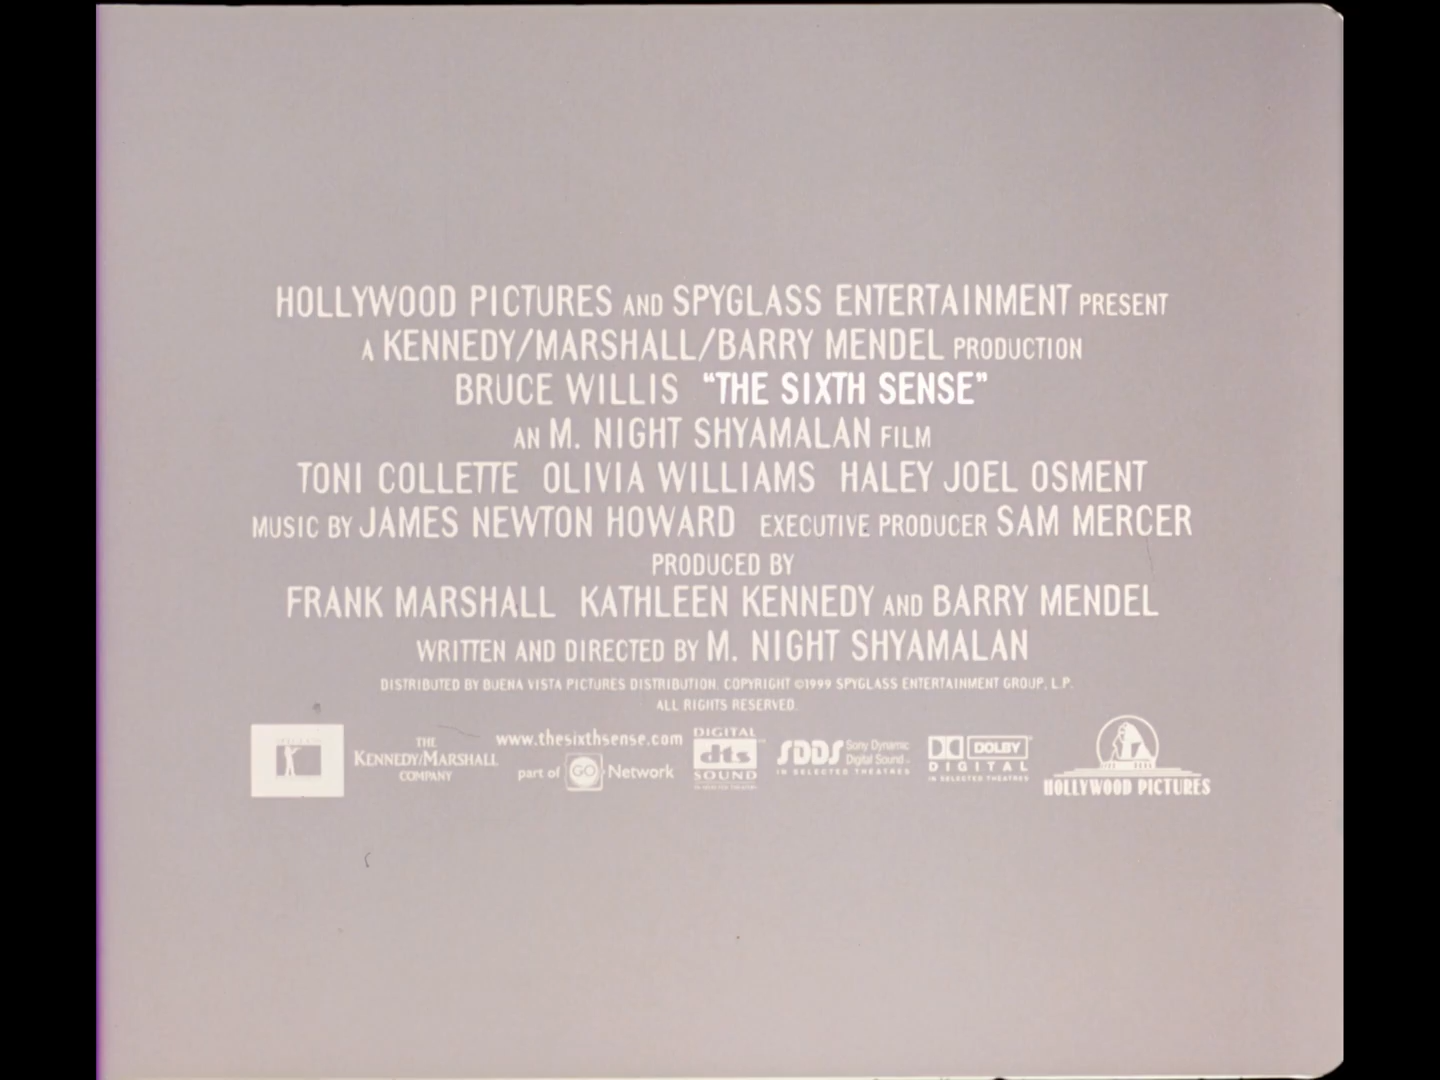 HOLLYWOOD PICTURES AND SPYGLASS ENTERTAINMENT PRESENT
A KENNEDY/MARSHALL/BARRY MENDEL PRODUCTION
BRUCE WILLIS "THE SIXTH SENSE"
AN M. NIGHT SHYAMALAN FILM
TONI COLLETTE OLIVIA WILLIAMS HALEY JOEL OSMENT
MUSIC BY JAMES NEWTON HOWARD EXECUTIVE PRODUCER SAM MERCER
PRODUCED BY
FRANK MARSHALL KATHLEEN KENNEDY AND BARRY MENDEL
WRITTEN AND DIRECTED BY M. NIGHT SHYAMALAN
DISTRIBUTED BY BUENA VISTA PICTURES DISTRIBUTION. COPYRIGHT ©1999 SPYGLASS ENTERTAINMENT GROUP, L.P.
ALL RIGHTS RESERVED.
THE
KENNEDY/MARSHALL
COMPANY
www.thesixthsense.com
part of GO Network
DIGITAL
dts
SOUND
SDDS Sony Dynamic
Digital Sound
IN SELECTED THEATRES
DOLBY
DIGITAL
IN SELECTED THEATRES
HOLLYWOOD PICTURES